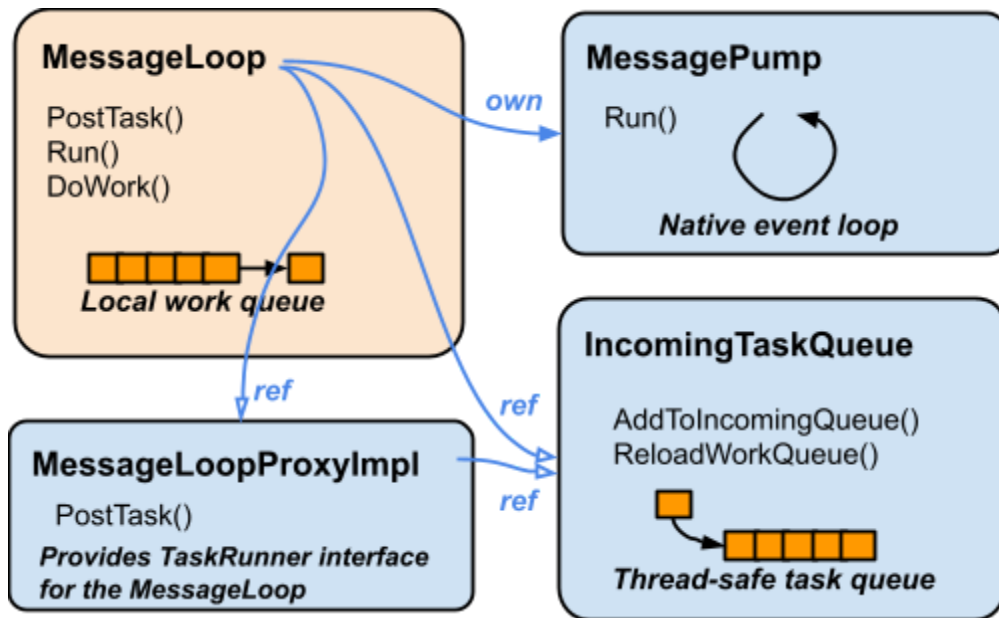 MessageLoop
PostTask()
Run()
DoWork()
Local work queue
own
MessagePump
Run()
Native event loop
ref
ref
ref
MessageLoopProxyImpl
PostTask()
Provides TaskRunner interface
for the MessageLoop
IncomingTaskQueue
AddToIncomingQueue()
ReloadWorkQueue()
Thread-safe task queue